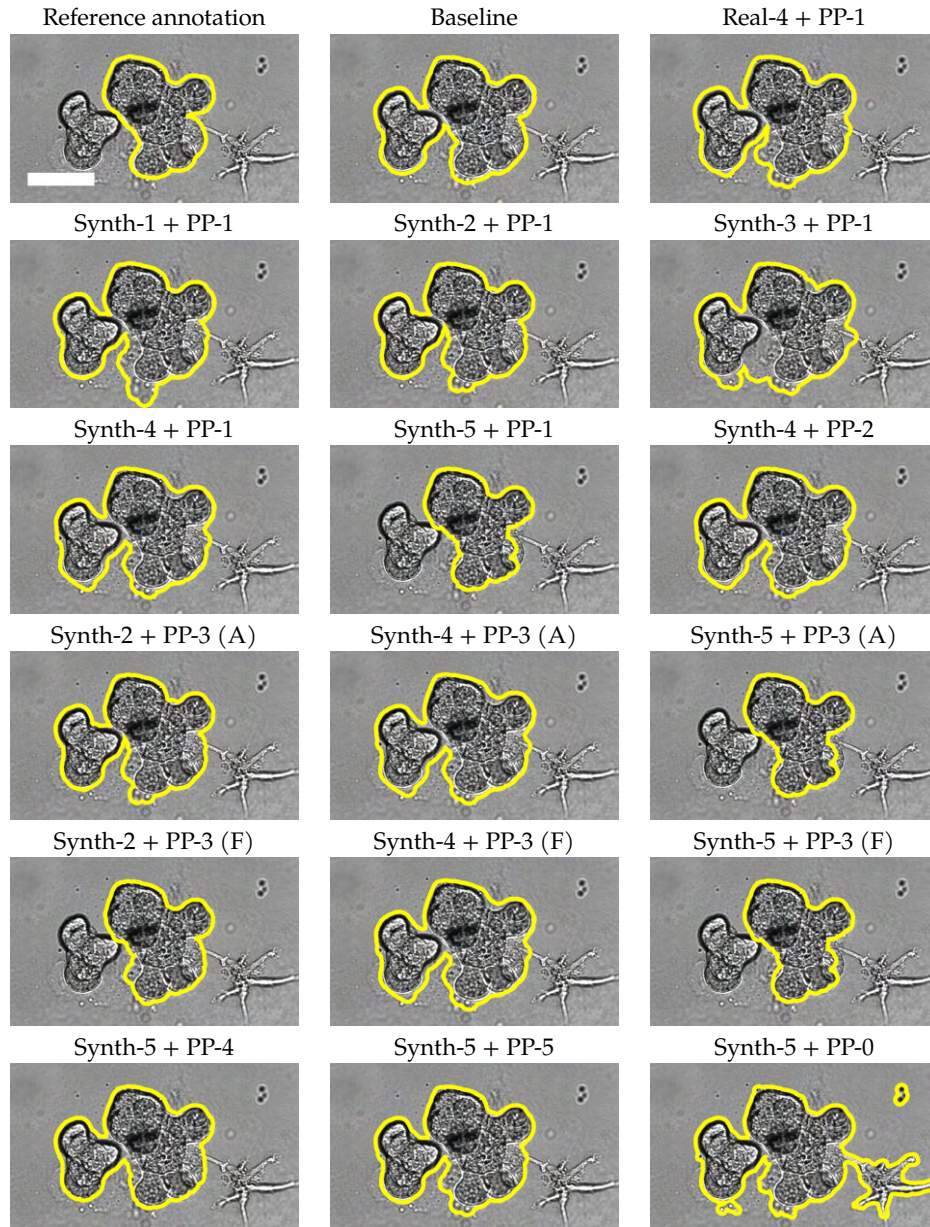 Reference annotation
Baseline
Real-4 + PP-1
Synth-1 + PP-1
Synth-2 + PP-1
Synth-3 + PP-1
Synth-4 + PP-1
Synth-5 + PP-1
Synth-4 + PP-2
Synth-2 + PP-3 (A)
Synth-4 + PP-3 (A)
Synth-5 + PP-3 (A)
Synth-2 + PP-3 (F)
Synth-4 + PP-3 (F)
Synth-5 + PP-3 (F)
Synth-5 + PP-4
Synth-5 + PP-5
Synth-5 + PP-0